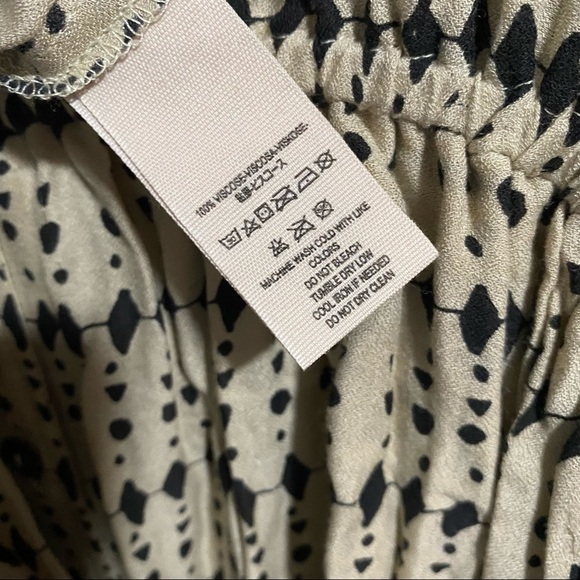 100% VISCOSE-VISCOSA-VISKOSE-
MACHINE WASH COLD WITH LIKE
COLORS
DO NOT BLEACH
TUMBLE DRY LOW
COOL IRON IF NEEDED
DO NOT DRY CLEAN